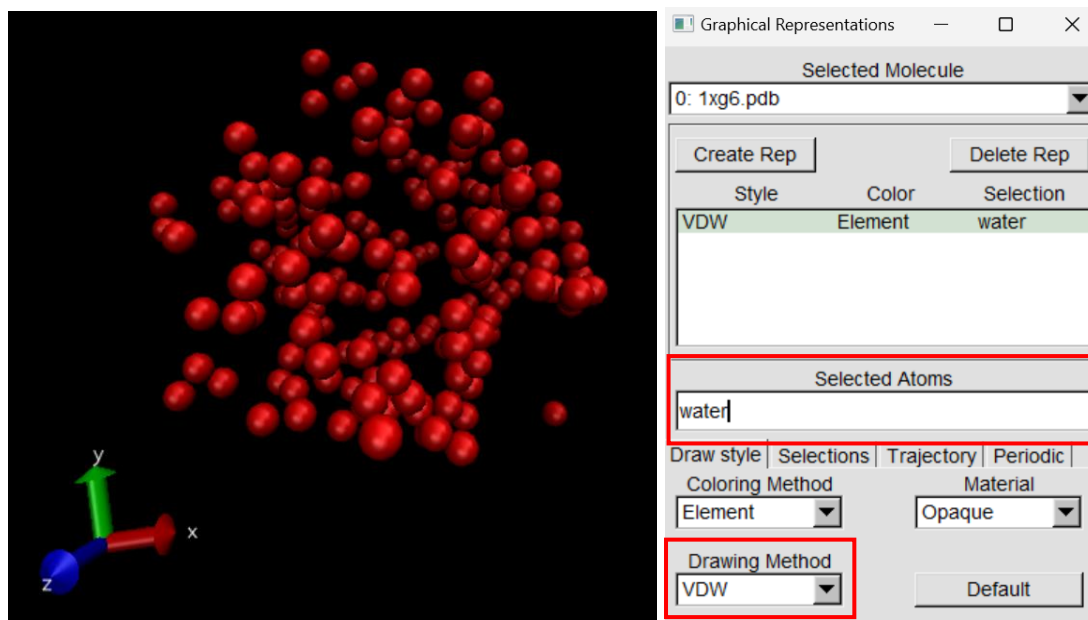 y
x
z
Graphical Representations
Selected Molecule
0: 1xg6.pdb
Create Rep Delete Rep
Style Color Selection
VDW Element water
Selected Atoms
water
Draw style Selections Trajectory Periodic
Coloring Method Material
Element Opaque
Drawing Method
VDW Default